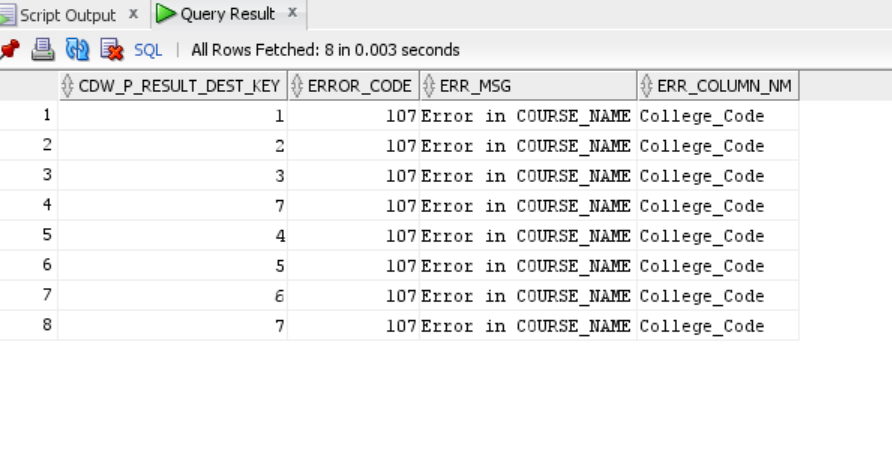 Script Output x Query Result x
SQL | All Rows Fetched: 8 in 0.003 seconds
CDW_P_RESULT_DEST_KEY ERROR_CODE ERR_MSG ERR_COLUMN_NM
1 1 107 Error in COURSE_NAME College_Code
2 2 107 Error in COURSE_NAME College_Code
3 3 107 Error in COURSE_NAME College_Code
4 7 107 Error in COURSE_NAME College_Code
5 4 107 Error in COURSE_NAME College_Code
6 5 107 Error in COURSE_NAME College_Code
7 6 107 Error in COURSE_NAME College_Code
8 7 107 Error in COURSE_NAME College_Code